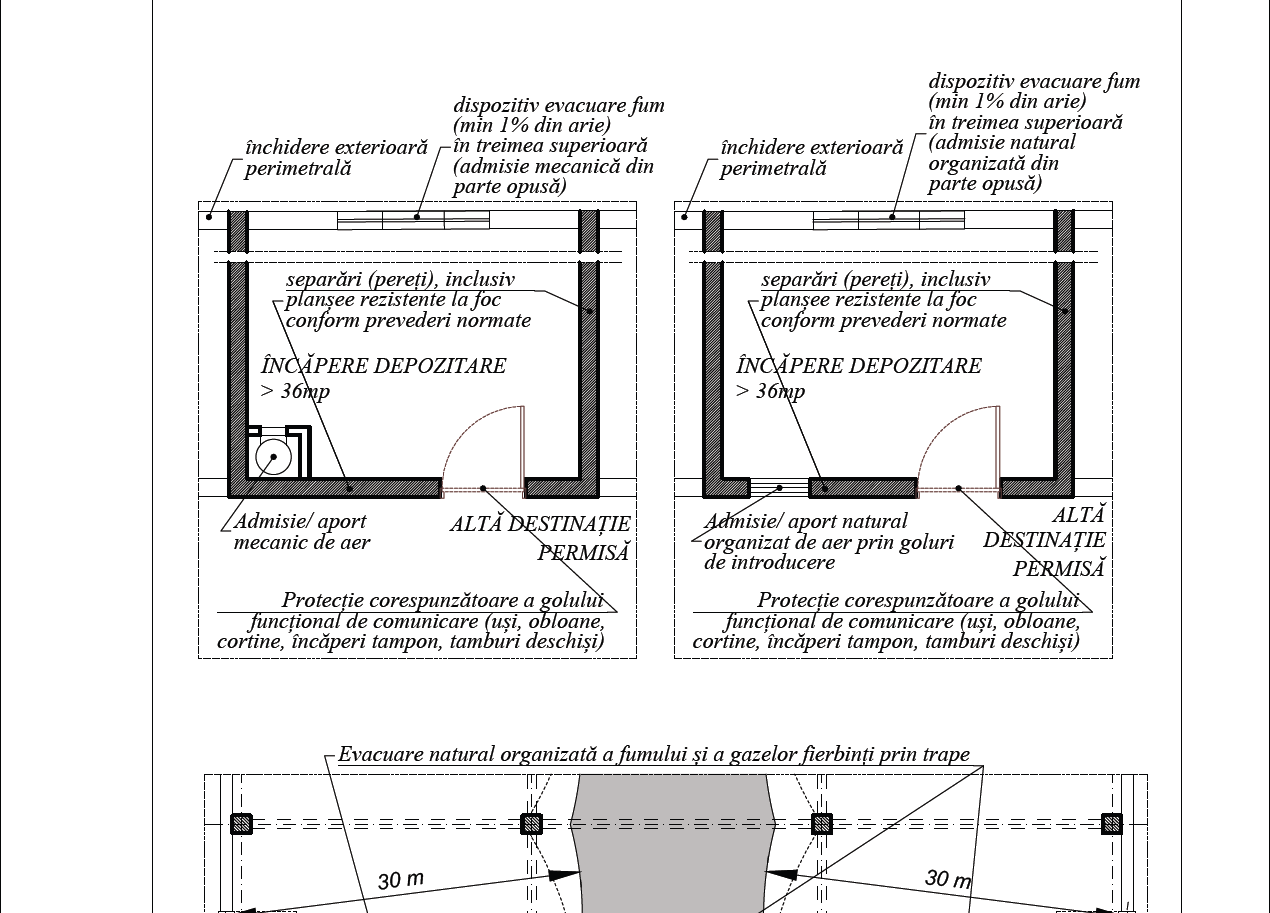 dispozitiv evacuare fum
(min 1% din arie)
în treimea superioară
(admisie mecanică din
parte opusă)
închidere exterioară
perimetrală
separări (pereți), inclusiv
planșee rezistente la foc
conform prevederi normate
ÎNCĂPERE DEPOZITARE
> 36mp
Admisie/ aport
mecanic de aer
ALTĂ DESTINAȚIE
PERMISĂ
Protecție corespunzătoare a golului
funcțional de comunicare (uși, obloane,
cortine, încăperi tampon, tamburi deschiși)
dispozitiv evacuare fum
(min 1% din arie)
în treimea superioară
(admisie natural
organizată din
parte opusă)
închidere exterioară
perimetrală
separări (pereți), inclusiv
planșee rezistente la foc
conform prevederi normate
ÎNCĂPERE DEPOZITARE
> 36mp
Admisie/ aport natural
organizat de aer prin goluri
de introducere
ALTĂ
DESTINAȚIE
PERMISĂ
Protecție corespunzătoare a golului
funcțional de comunicare (uși, obloane,
cortine, încăperi tampon, tamburi deschiși)
Evacuare natural organizată a fumului și a gazelor fierbinți prin trape
30 m
30 m